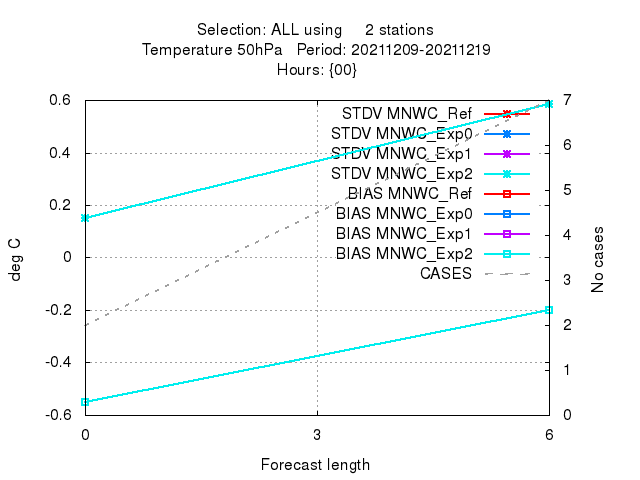 Selection: ALL using 2 stations
Temperature 50hPa Period: 20211209-20211219
Hours: {00}
0.6
0.4
0.2
0
-0.2
-0.4
-0.6
deg C
7
6
5
4
3
2
1
0
No cases
STDV MNWC_Ref
STDV MNWC_Exp0
STDV MNWC_Exp1
STDV MNWC_Exp2
BIAS MNWC_Ref
BIAS MNWC_Exp0
BIAS MNWC_Exp1
BIAS MNWC_Exp2
CASES
0 3 6
Forecast length